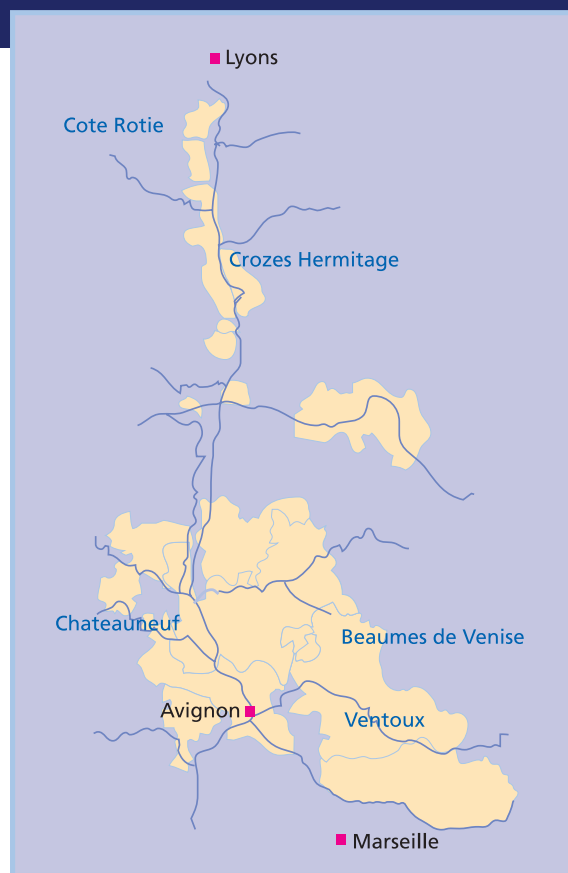 Lyons
Cote Rotie
Crozes Hermitage
Chateauneuf
Beaumes de Venise
Avignon
Ventoux
Marseille